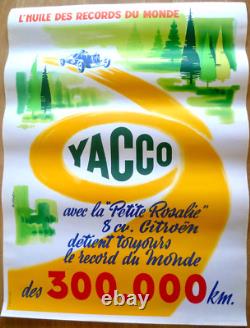 L'HUILE DES RECORDS DU MONDE
YACCO
avec la "Petite Rosalie"
8 cv. Citroën
détient toujours
le record du Monde
des 300.000 km.